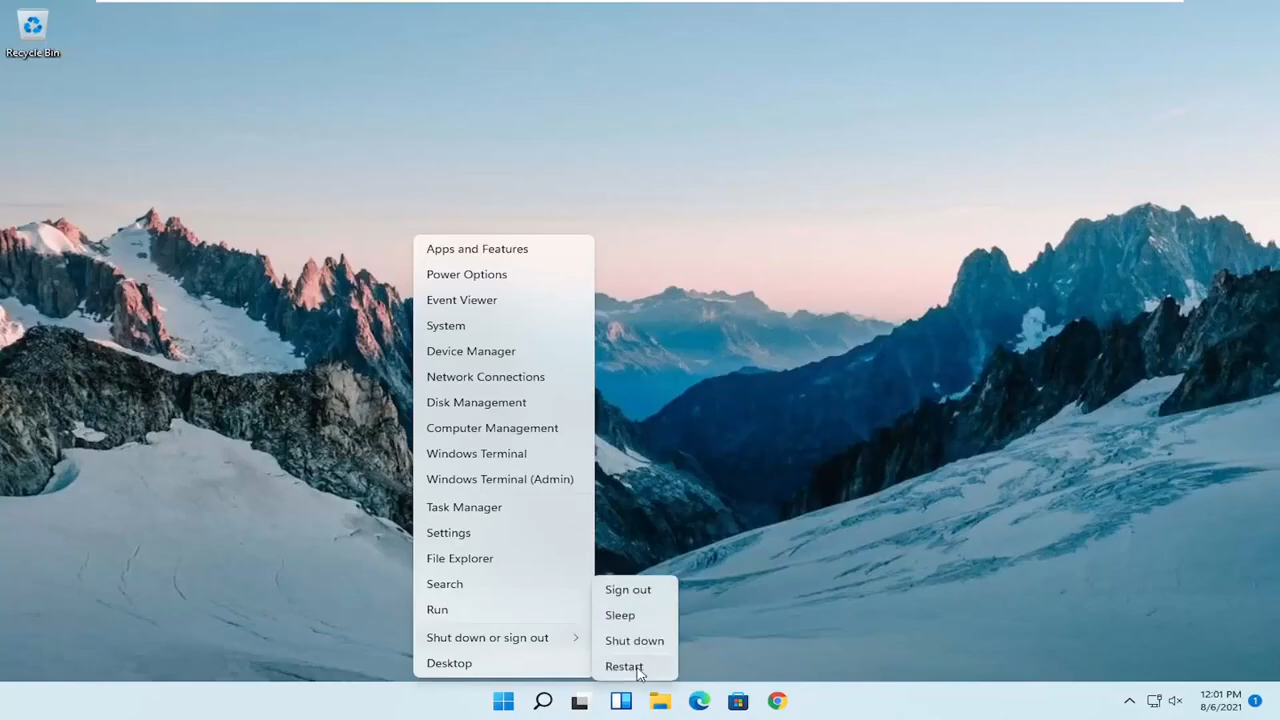 Recycle Bin
Apps and Features
Power Options
Event Viewer
System
Device Manager
Network Connections
Disk Management
Computer Management
Windows Terminal
Windows Terminal (Admin)
Task Manager
Settings
File Explorer
Search
Run
Shut down or sign out
Desktop
Sign out
Sleep
Shut down
Restart
12:01 PM
8/6/2021
1